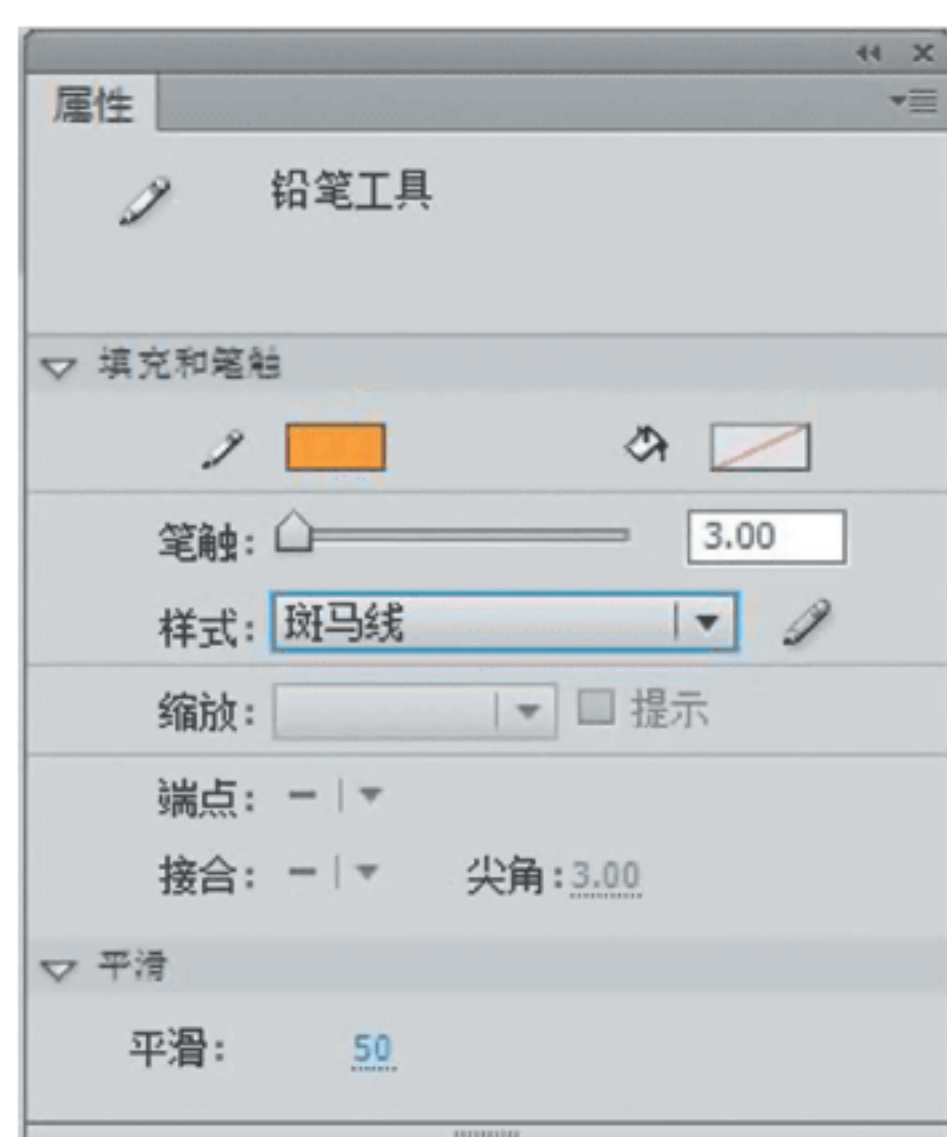 属性
铅笔工具
填充和笔触
笔触: 3.00
样式: 斑马线
缩放: 提示
端点:
接合: 尖角:3.00
平滑
平滑: 50